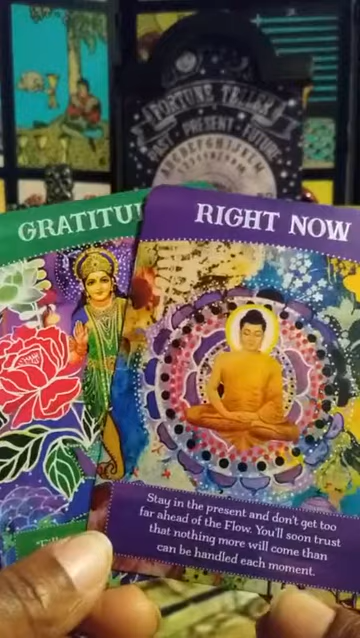 FORTUNE TELLER
PAST · PRESENT · FUTURE
GRATITU
RIGHT NOW
Stay in the present and don't get too
far ahead of the Flow. You'll soon trust
that nothing more will come than
can be handled each moment.